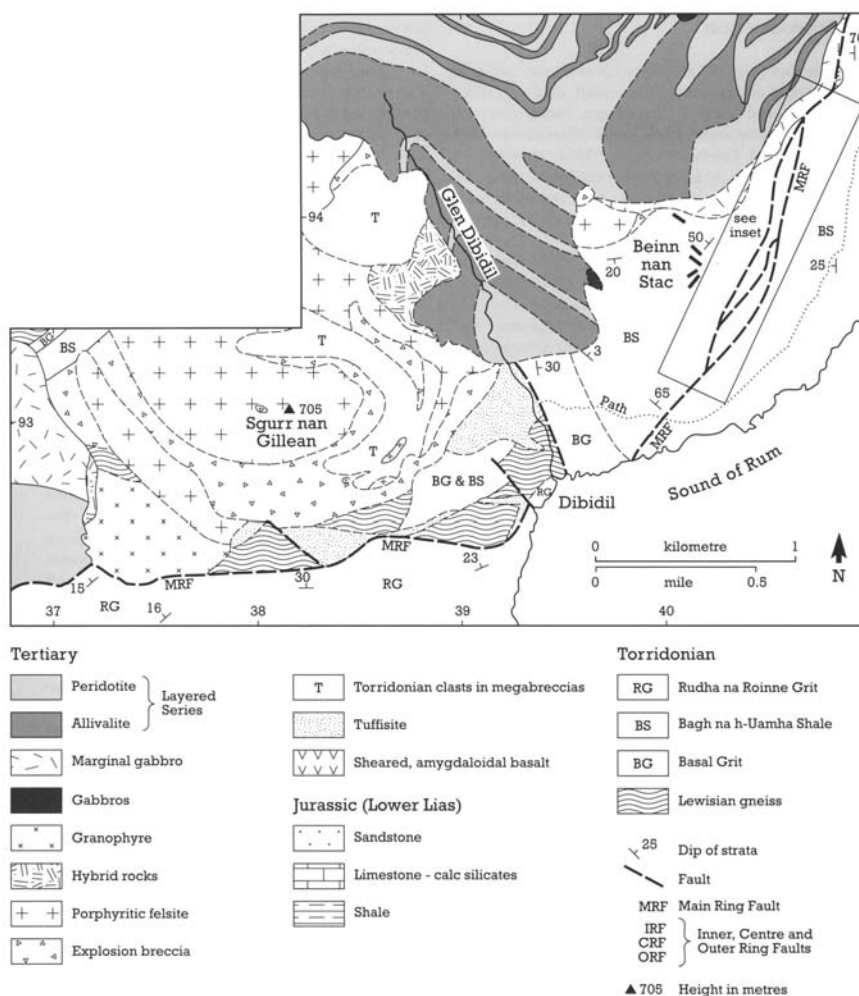 70
MRF
94
T
Glen Dibidil
see
inset
50
BS
Beinn
nan
Stac
20
25
BG
BS
T
BS
30
3
65
Path
93
705
Sgurr nan
Gillean
T
BG
MRF
BG & BS
Sound of Rum
RG
Dibidil
MRF
23
0 kilometre 1
0 mile 0.5
N
15
MRF
30
RG
RG
16
37
38
39
40
Tertiary
Peridotite
Allivalite
Layered
Series
Marginal gabbro
Gabbros
Granophyre
Hybrid rocks
Porphyritic felsite
Explosion breccia
T Torridonian clasts in megabreccias
Tuffisite
Sheared, amygdaloidal basalt
Jurassic (Lower Lias)
Sandstone
Limestone - calc silicates
Shale
Torridonian
RG Rudha na Roinne Grit
BS Bagh na h-Uamha Shale
BG Basal Grit
Lewisian gneiss
25 Dip of strata
Fault
MRF Main Ring Fault
IRF
CRF
ORF
Inner, Centre and
Outer Ring Faults
705 Height in metres